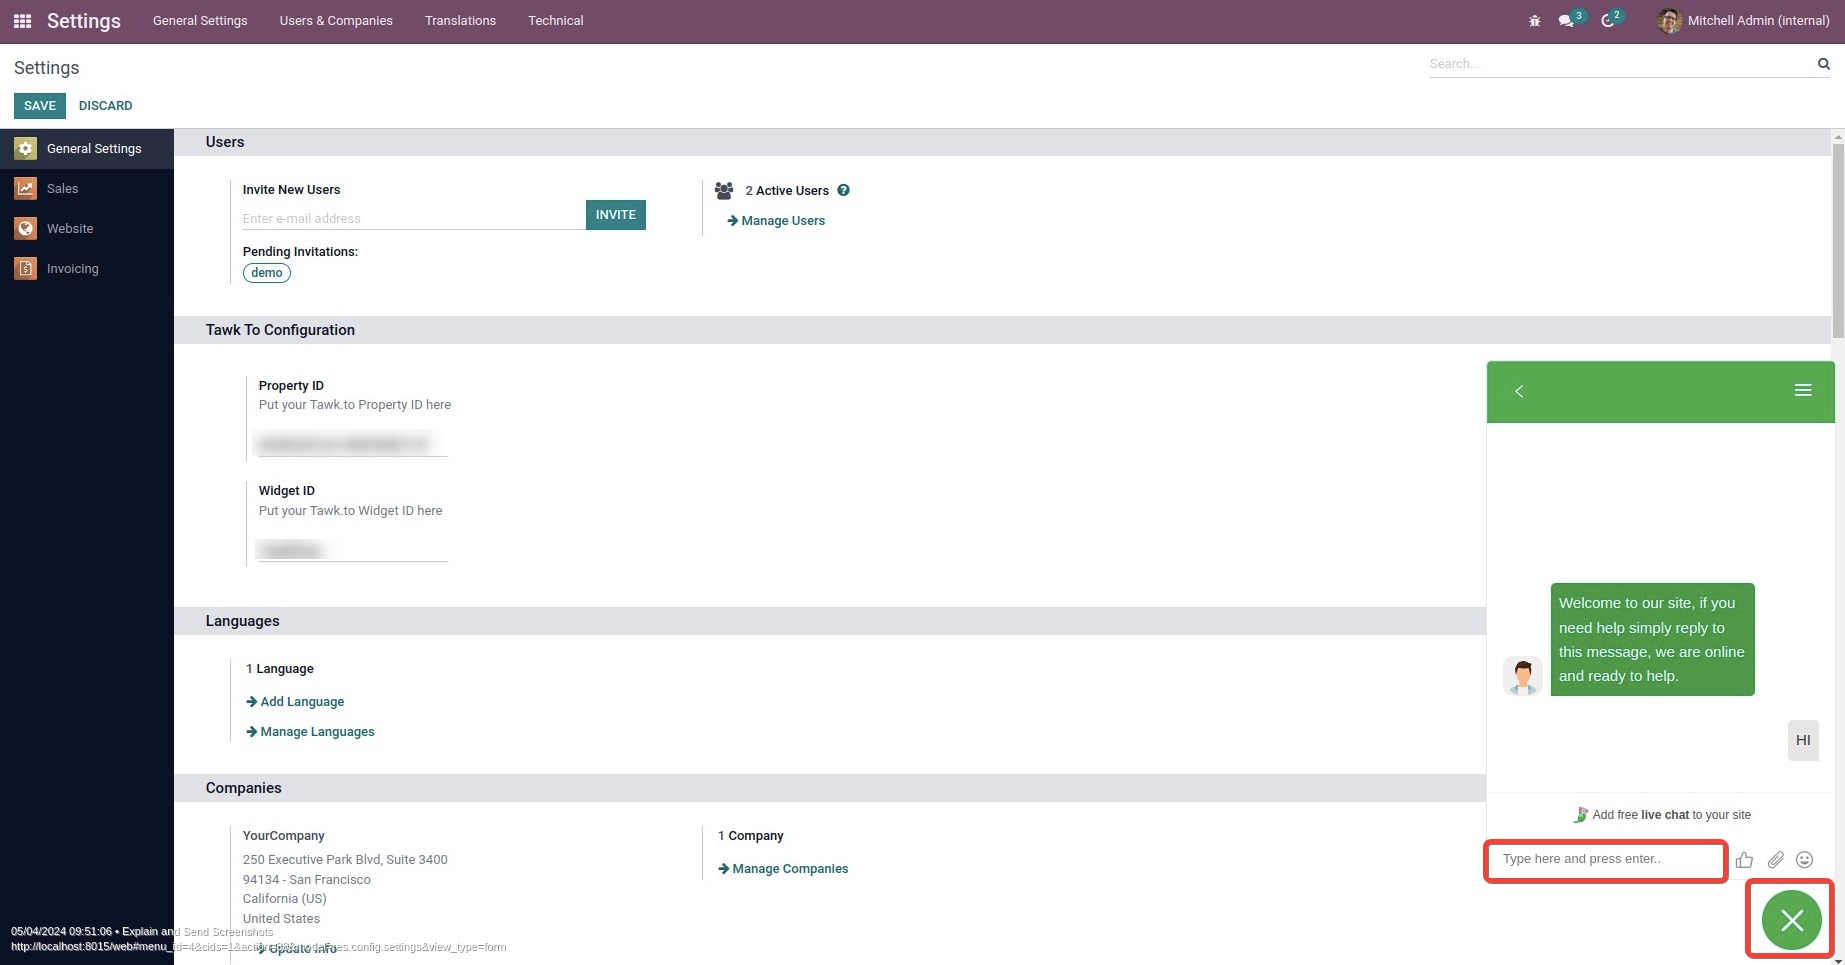 Settings General Settings Users & Companies Translations Technical 3 2 Mitchell Admin (internal)
Settings
Search...
SAVE DISCARD
General Settings
Sales
Website
Invoicing
Users
Invite New Users
Enter e-mail address INVITE
Pending Invitations:
demo
2 Active Users ?
Manage Users
Tawk To Configuration
Property ID
Put your Tawk.to Property ID here
Widget ID
Put your Tawk.to Widget ID here
Languages
1 Language
Add Language
Manage Languages
Companies
YourCompany
250 Executive Park Blvd, Suite 3400
94134 - San Francisco
California (US)
United States
Update Info
1 Company
Manage Companies
Welcome to our site, if you
need help simply reply to
this message, we are online
and ready to help.
HI
Add free live chat to your site
Type here and press enter..
05/04/2024 09:51:06 • Explain and Send Screenshots
http://localhost:8015/web#menu_id=4&cids=1&action=&model=res.config.settings&view_type=form